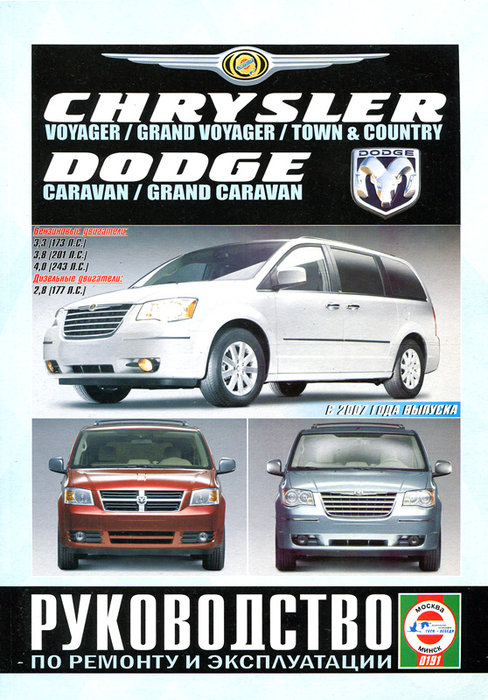 CHRYSLER
VOYAGER / GRAND VOYAGER / TOWN & COUNTRY
DODGE
CARAVAN / GRAND CARAVAN
DODGE
Бензиновые двигатели:
3,3 (173 Л.С.)
3,8 (201 Л.С.)
4,0 (243 Л.С.)
Дизельные двигатели:
2,8 (177 Л.С.)
С 2007 ГОДА ВЫПУСКА
РУКОВОДСТВО
ПО РЕМОНТУ И ЭКСПЛУАТАЦИИ
МОСКВА
МИНСК
0191